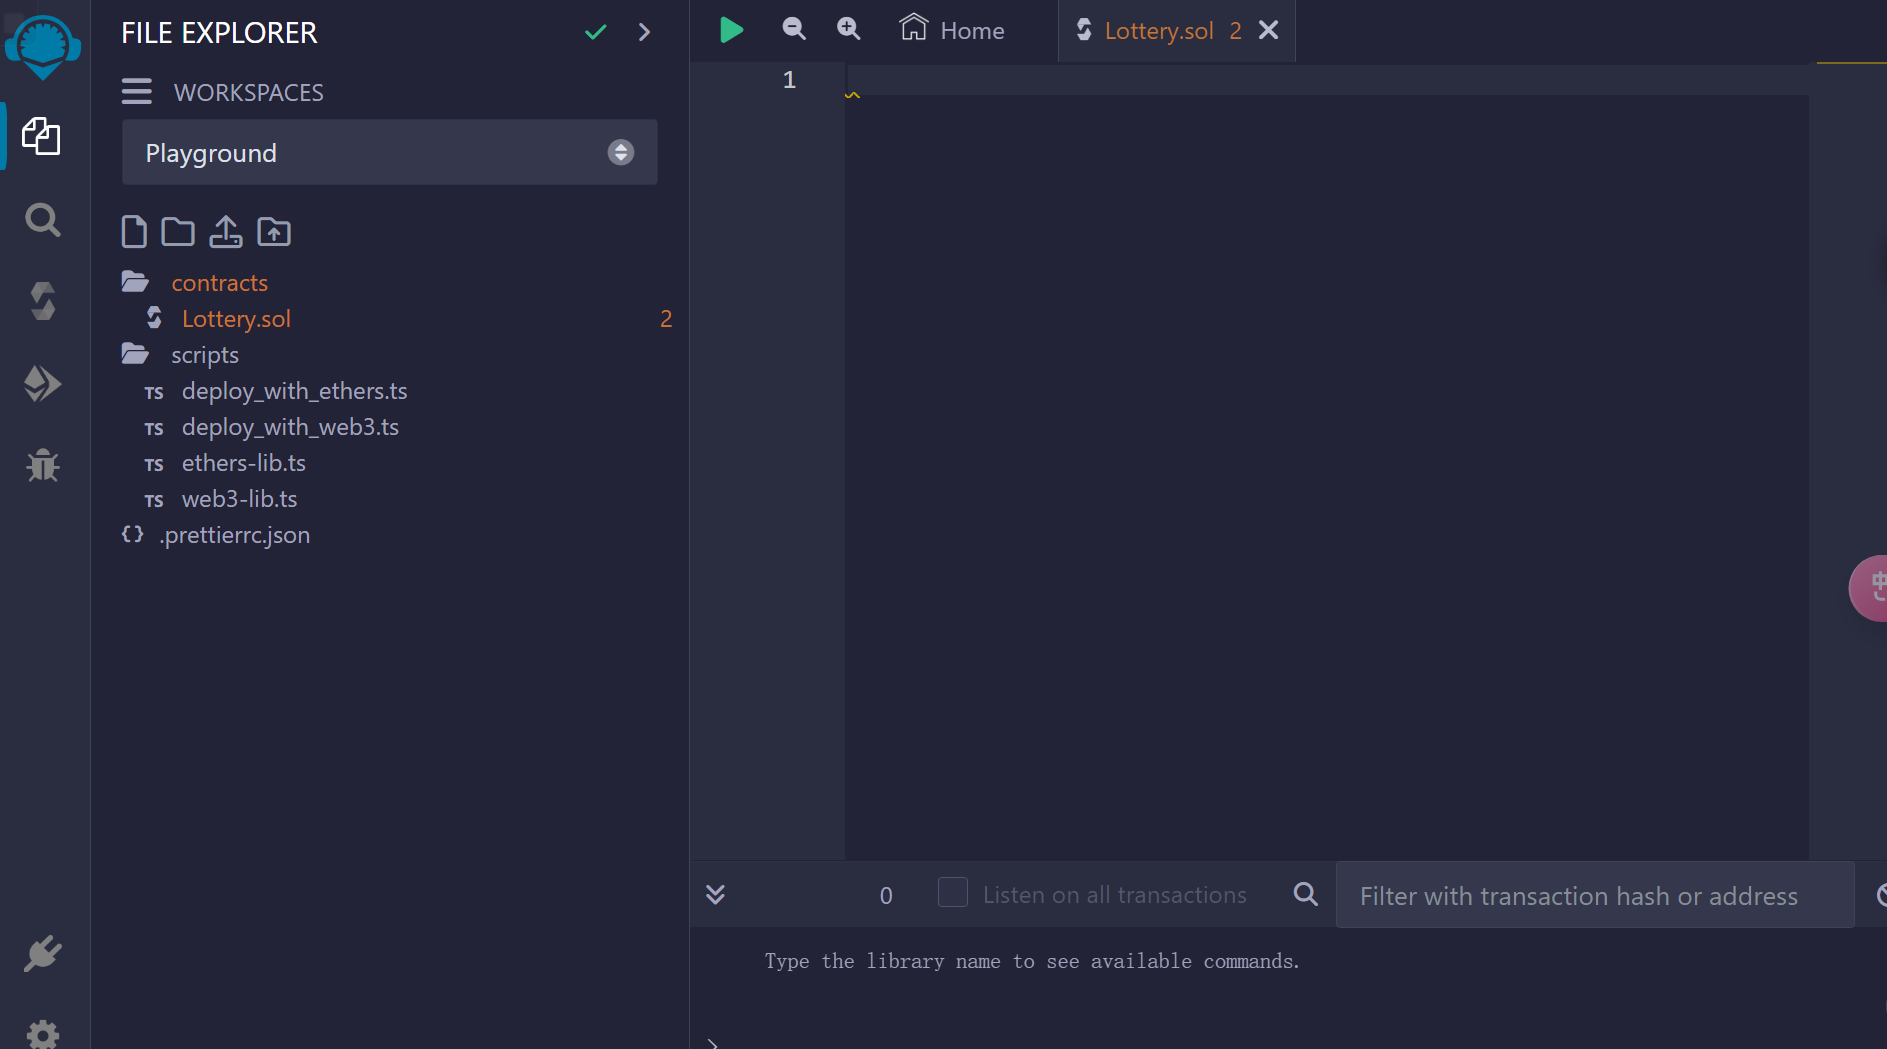 FILE EXPLORER
WORKSPACES
Playground
contracts
Lottery.sol 2
scripts
TS deploy_with_ethers.ts
TS deploy_with_web3.ts
TS ethers-lib.ts
TS web3-lib.ts
{} .prettierrc.json
Home
Lottery.sol 2
1
0 Listen on all transactions Filter with transaction hash or address
Type the library name to see available commands.
>